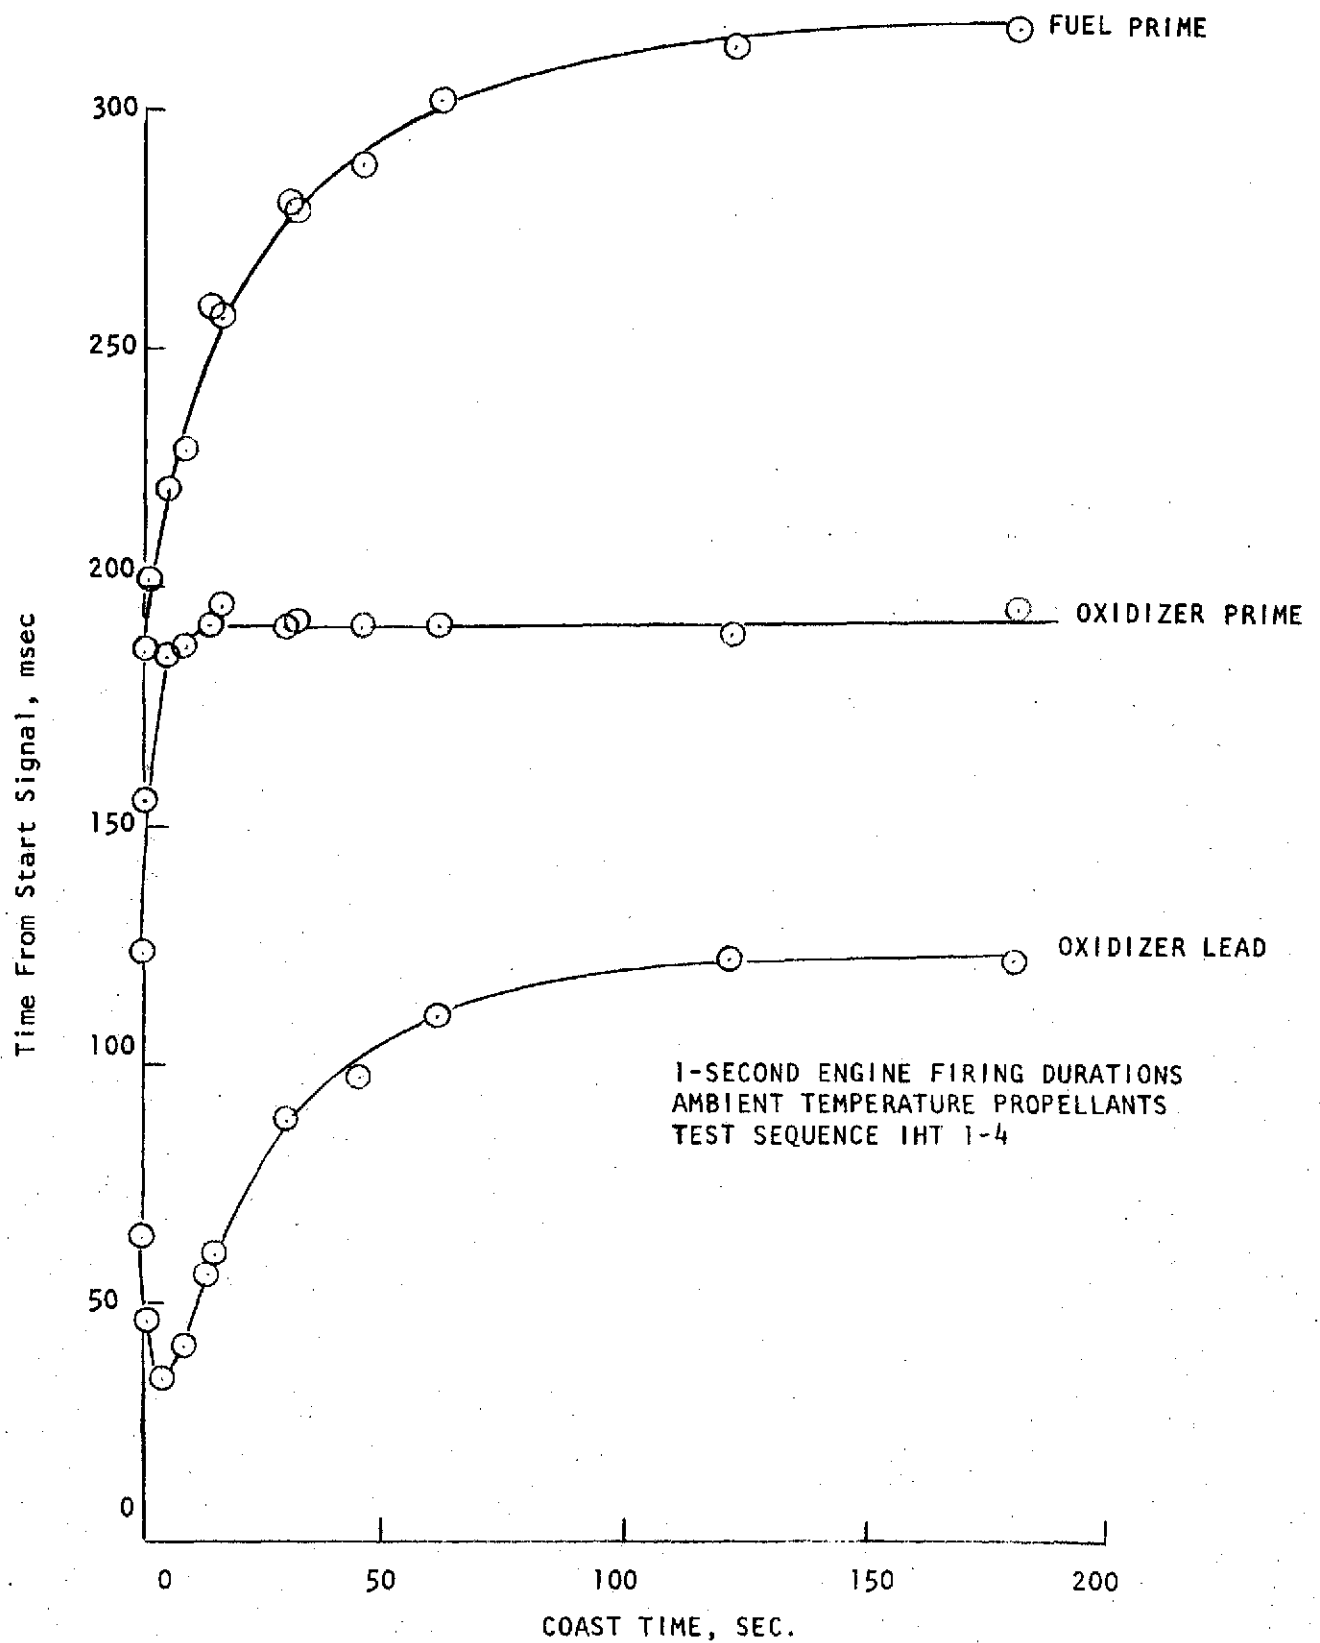 FUEL PRIME
300
250
200
OXIDIZER PRIME
150
Time From Start Signal, msec
OXIDIZER LEAD
100
1-SECOND ENGINE FIRING DURATIONS
AMBIENT TEMPERATURE PROPELLANTS
TEST SEQUENCE IHT 1-4
50
0
0 50 100 150 200
COAST TIME, SEC.